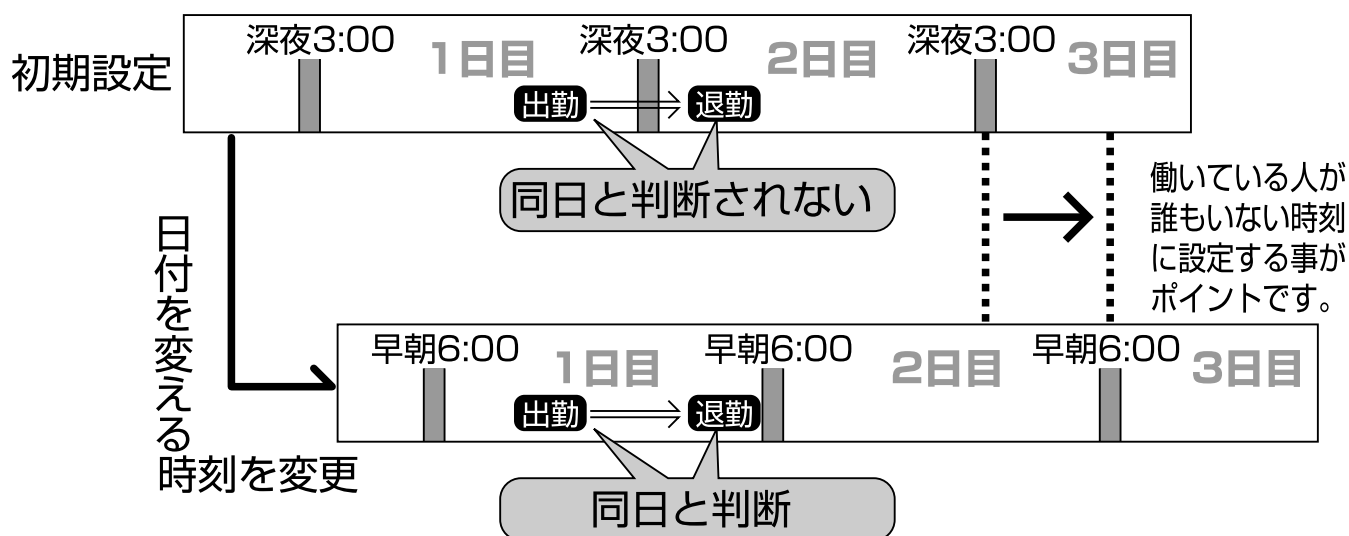 初期設定
深夜3:00
1日目
深夜3:00
2日目
深夜3:00
3日目
出勤
退勤
同日と判断されない
働いている人が
誰もいない時刻
に設定する事が
ポイントです。
日付を変える
時刻を変更
早朝6:00
1日目
早朝6:00
2日目
早朝6:00
3日目
出勤
退勤
同日と判断